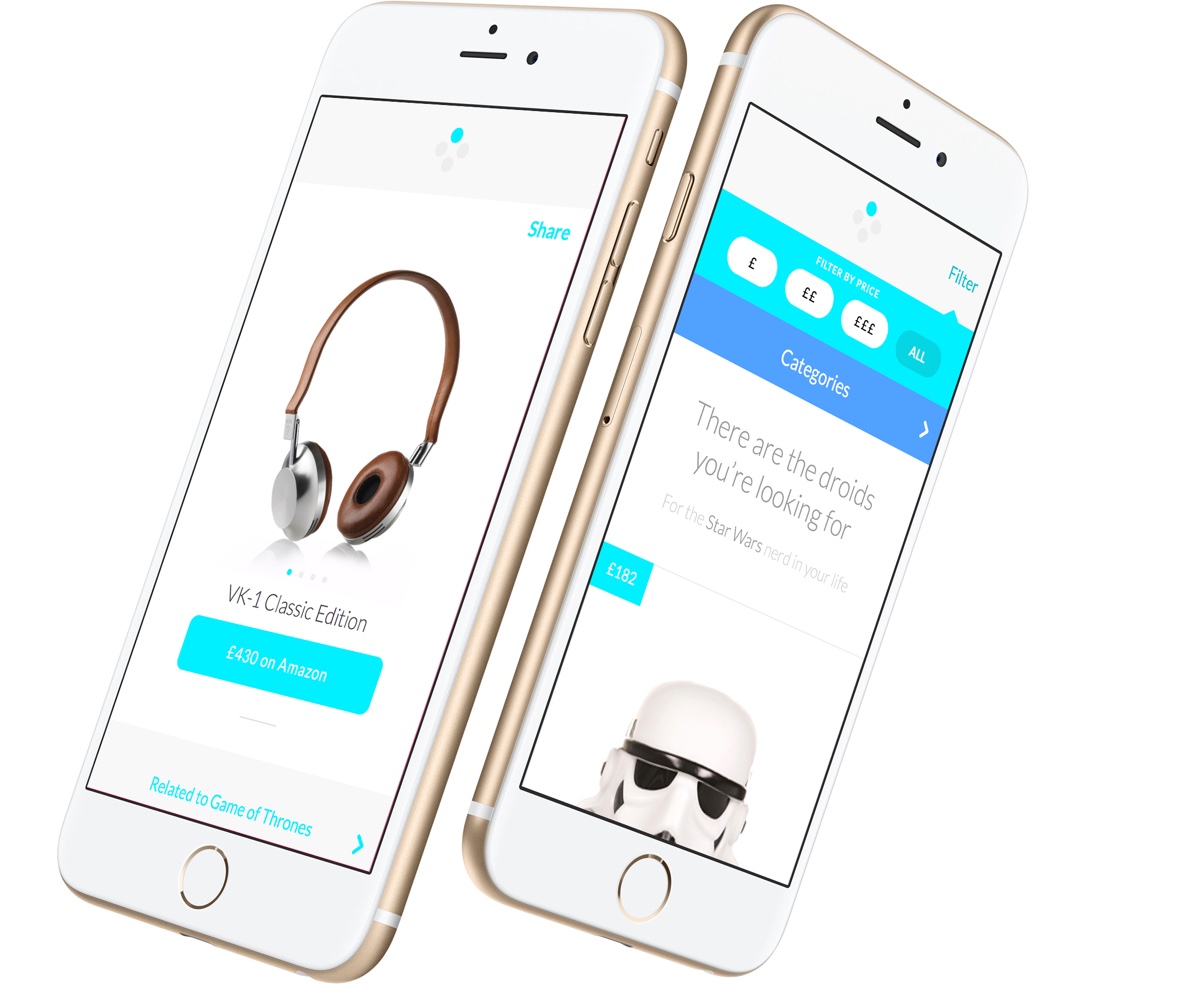 Share
VK-1 Classic Edition
£430 on Amazon
Related to Game of Thrones
Filter
FILTER BY PRICE
£
££
£££
ALL
Categories
There are the droids
you're looking for
For the Star Wars nerd in your life
£182